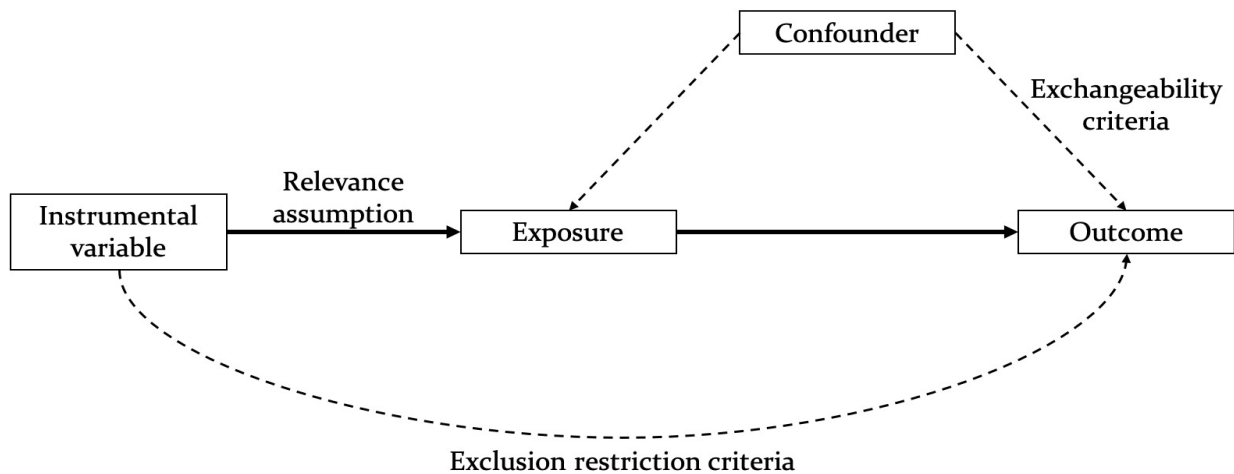 Confounder
Exchangeability
criteria
Relevance
assumption
Instrumental
variable
Exposure
Outcome
Exclusion restriction criteria